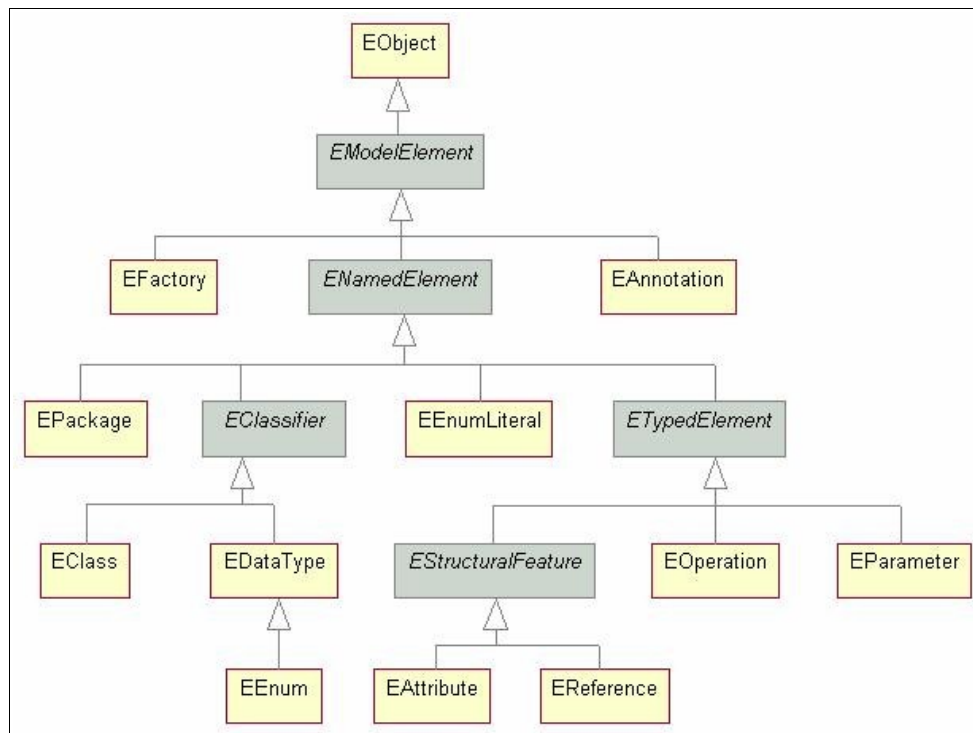 EObject
EModelElement
EFactory
ENamedElement
EAnnotation
EPackage
EClassifier
EEnumLiteral
ETypedElement
EClass
EDataType
EStructuralFeature
EOperation
EParameter
EEnum
EAttribute
EReference